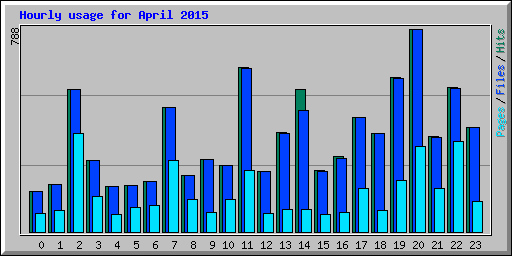 Hourly usage for April 2015
788
Pages/Files/Hits
0 1 2 3 4 5 6 7 8 9 10 11 12 13 14 15 16 17 18 19 20 21 22 23